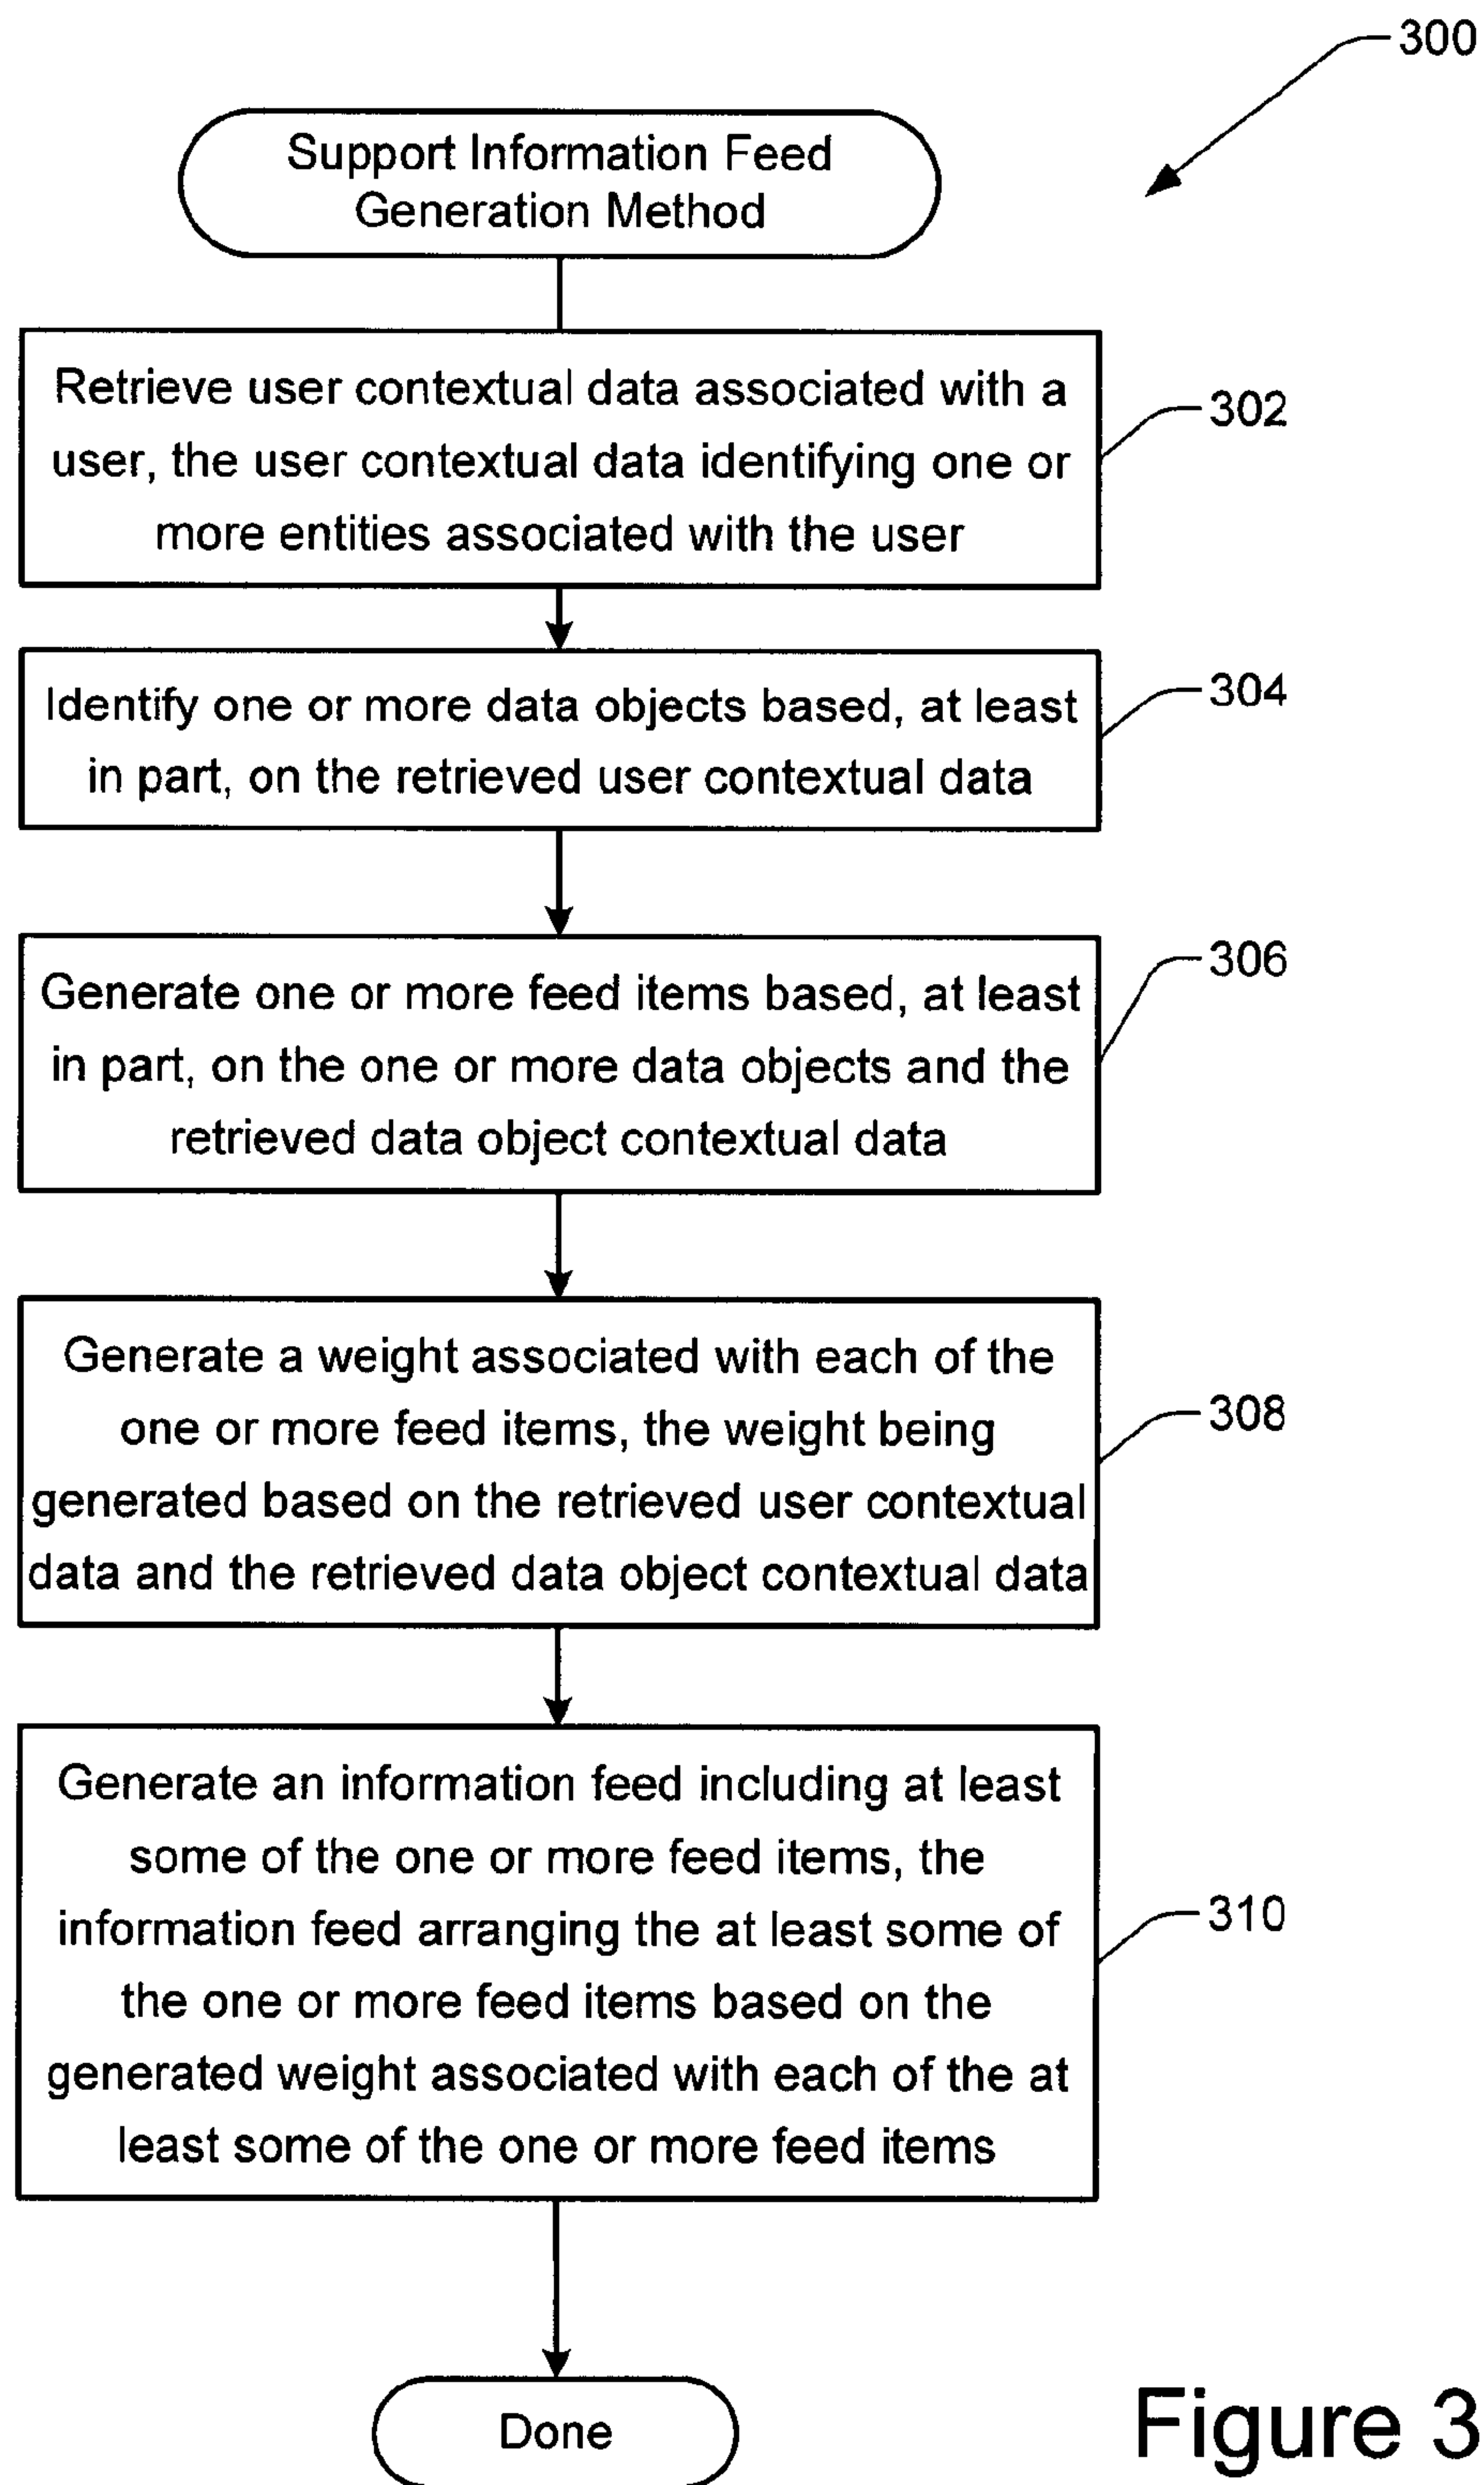 300
Support Information Feed
Generation Method
Retrieve user contextual data associated with a
user, the user contextual data identifying one or
more entities associated with the user
302
Identify one or more data objects based, at least
in part, on the retrieved user contextual data
304
Generate one or more feed items based, at least
in part, on the one or more data objects and the
retrieved data object contextual data
306
Generate a weight associated with each of the
one or more feed items, the weight being
generated based on the retrieved user contextual
data and the retrieved data object contextual data
308
Generate an information feed including at least
some of the one or more feed items, the
information feed arranging the at least some of
the one or more feed items based on the
generated weight associated with each of the at
least some of the one or more feed items
310
Done
Figure 3